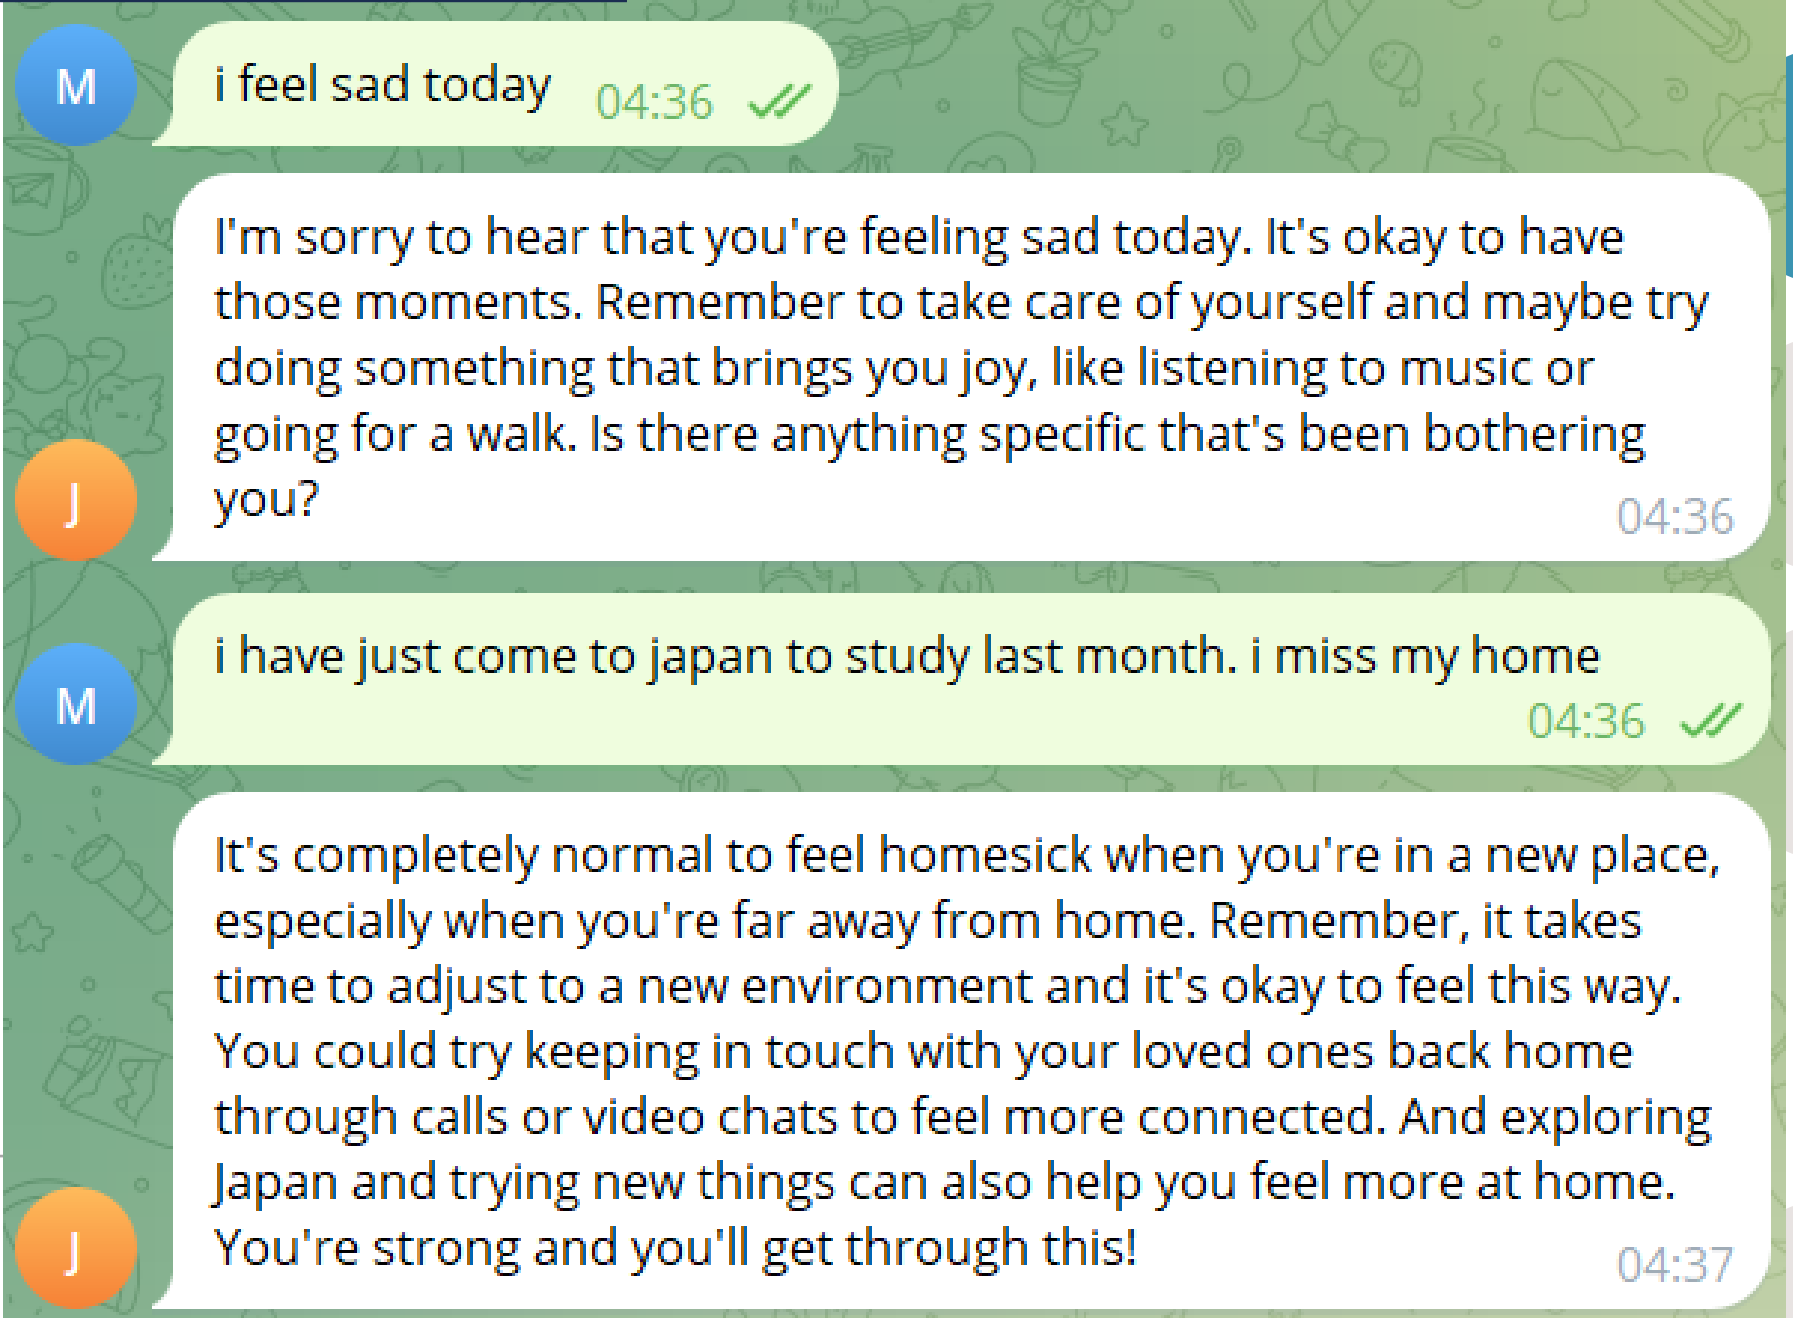 M
i feel sad today 04:36
I'm sorry to hear that you're feeling sad today. It's okay to have
those moments. Remember to take care of yourself and maybe try
doing something that brings you joy, like listening to music or
going for a walk. Is there anything specific that's been bothering
you?
04:36
J
i have just come to japan to study last month. i miss my home
M
04:36
It's completely normal to feel homesick when you're in a new place,
especially when you're far away from home. Remember, it takes
time to adjust to a new environment and it's okay to feel this way.
You could try keeping in touch with your loved ones back home
through calls or video chats to feel more connected. And exploring
Japan and trying new things can also help you feel more at home.
You're strong and you'll get through this!
04:37
J